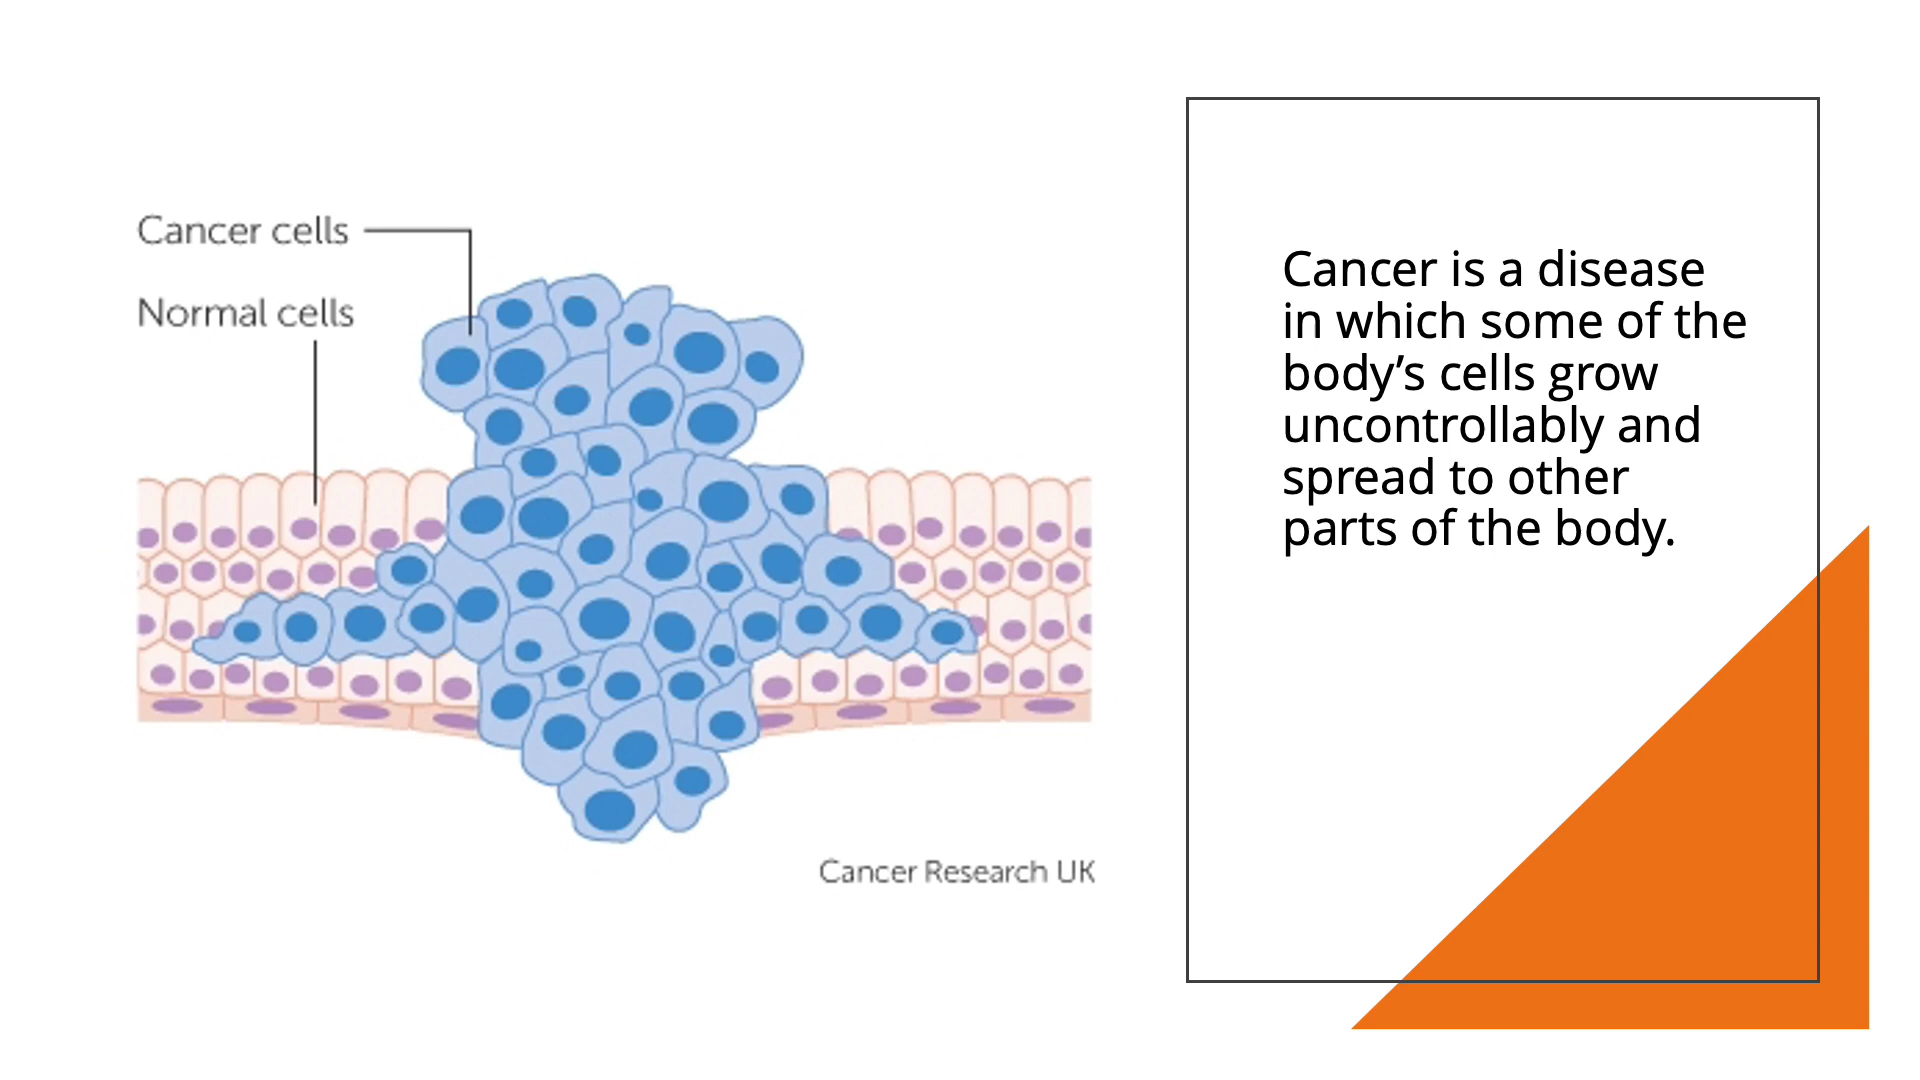 Cancer cells
Normal cells
Cancer Research UK
Cancer is a disease
in which some of the
body’s cells grow
uncontrollably and
spread to other
parts of the body.